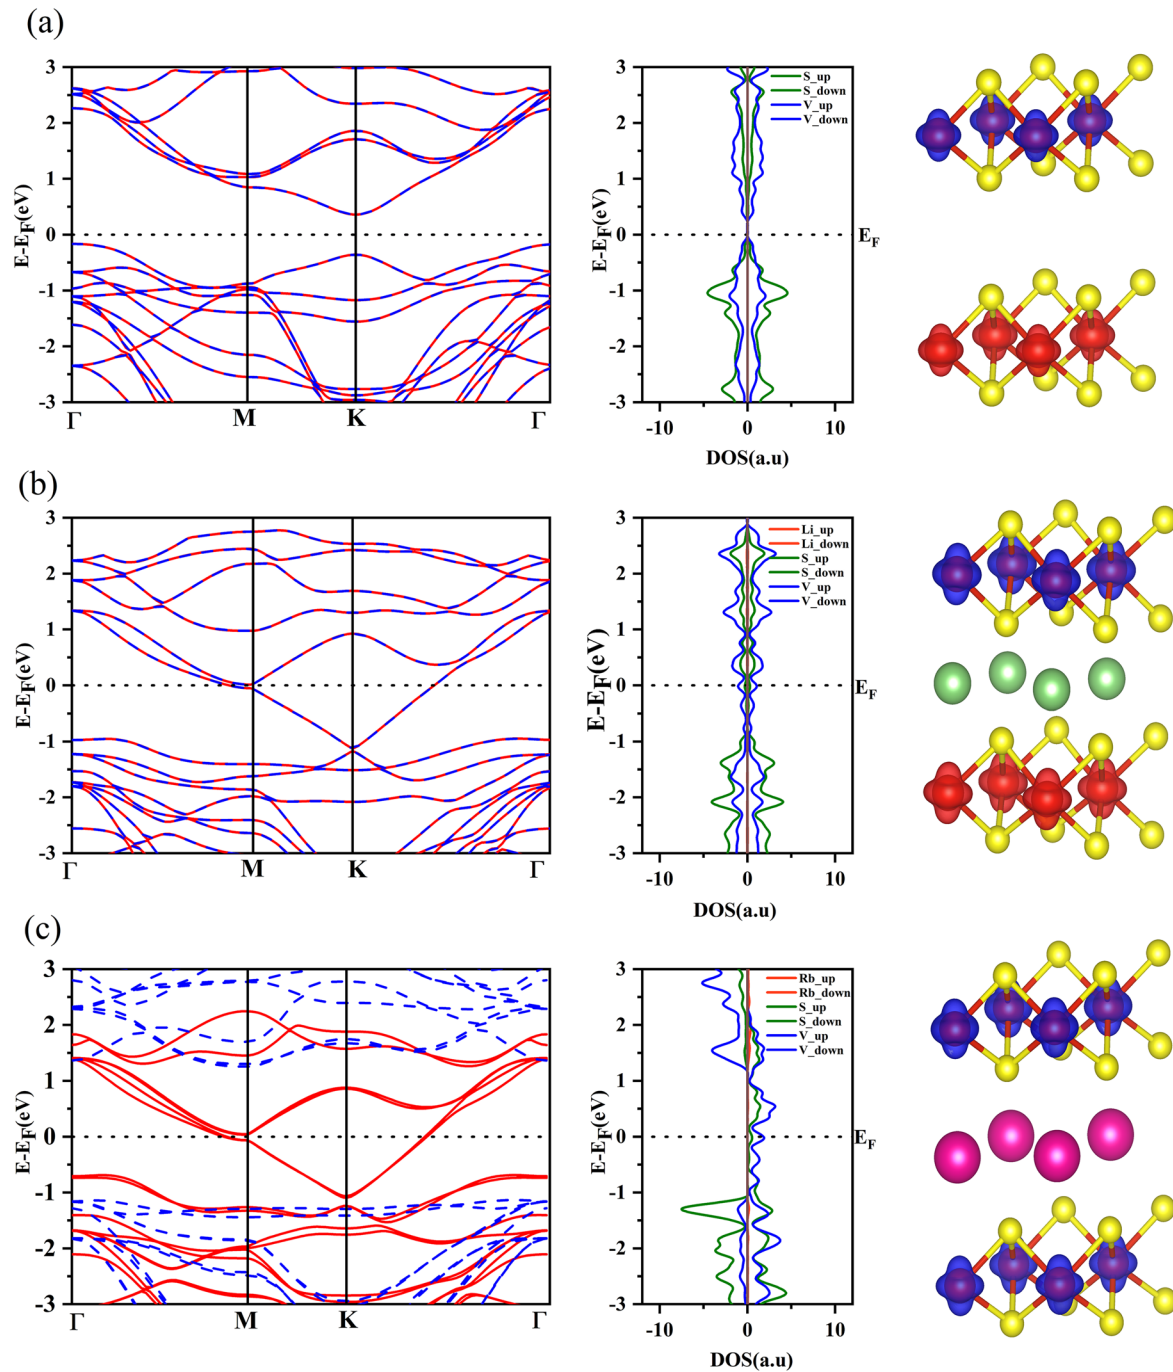 (a)
E-EF(eV)
3
2
1
0
-1
-2
-3
Γ M K Γ
E-EF(eV)
3
2
1
0
-1
-2
-3
S_up
S_down
V_up
V_down
EF
-10 0 10
DOS(a.u)
(b)
E-EF(eV)
3
2
1
0
-1
-2
-3
Γ M K Γ
E-EF(eV)
3
2
1
0
-1
-2
-3
Li_up
Li_down
S_up
S_down
V_up
V_down
EF
-10 0 10
DOS(a.u)
(c)
E-EF(eV)
3
2
1
0
-1
-2
-3
Γ M K Γ
E-EF(eV)
3
2
1
0
-1
-2
-3
Rb_up
Rb_down
S_up
S_down
V_up
V_down
EF
-10 0 10
DOS(a.u)